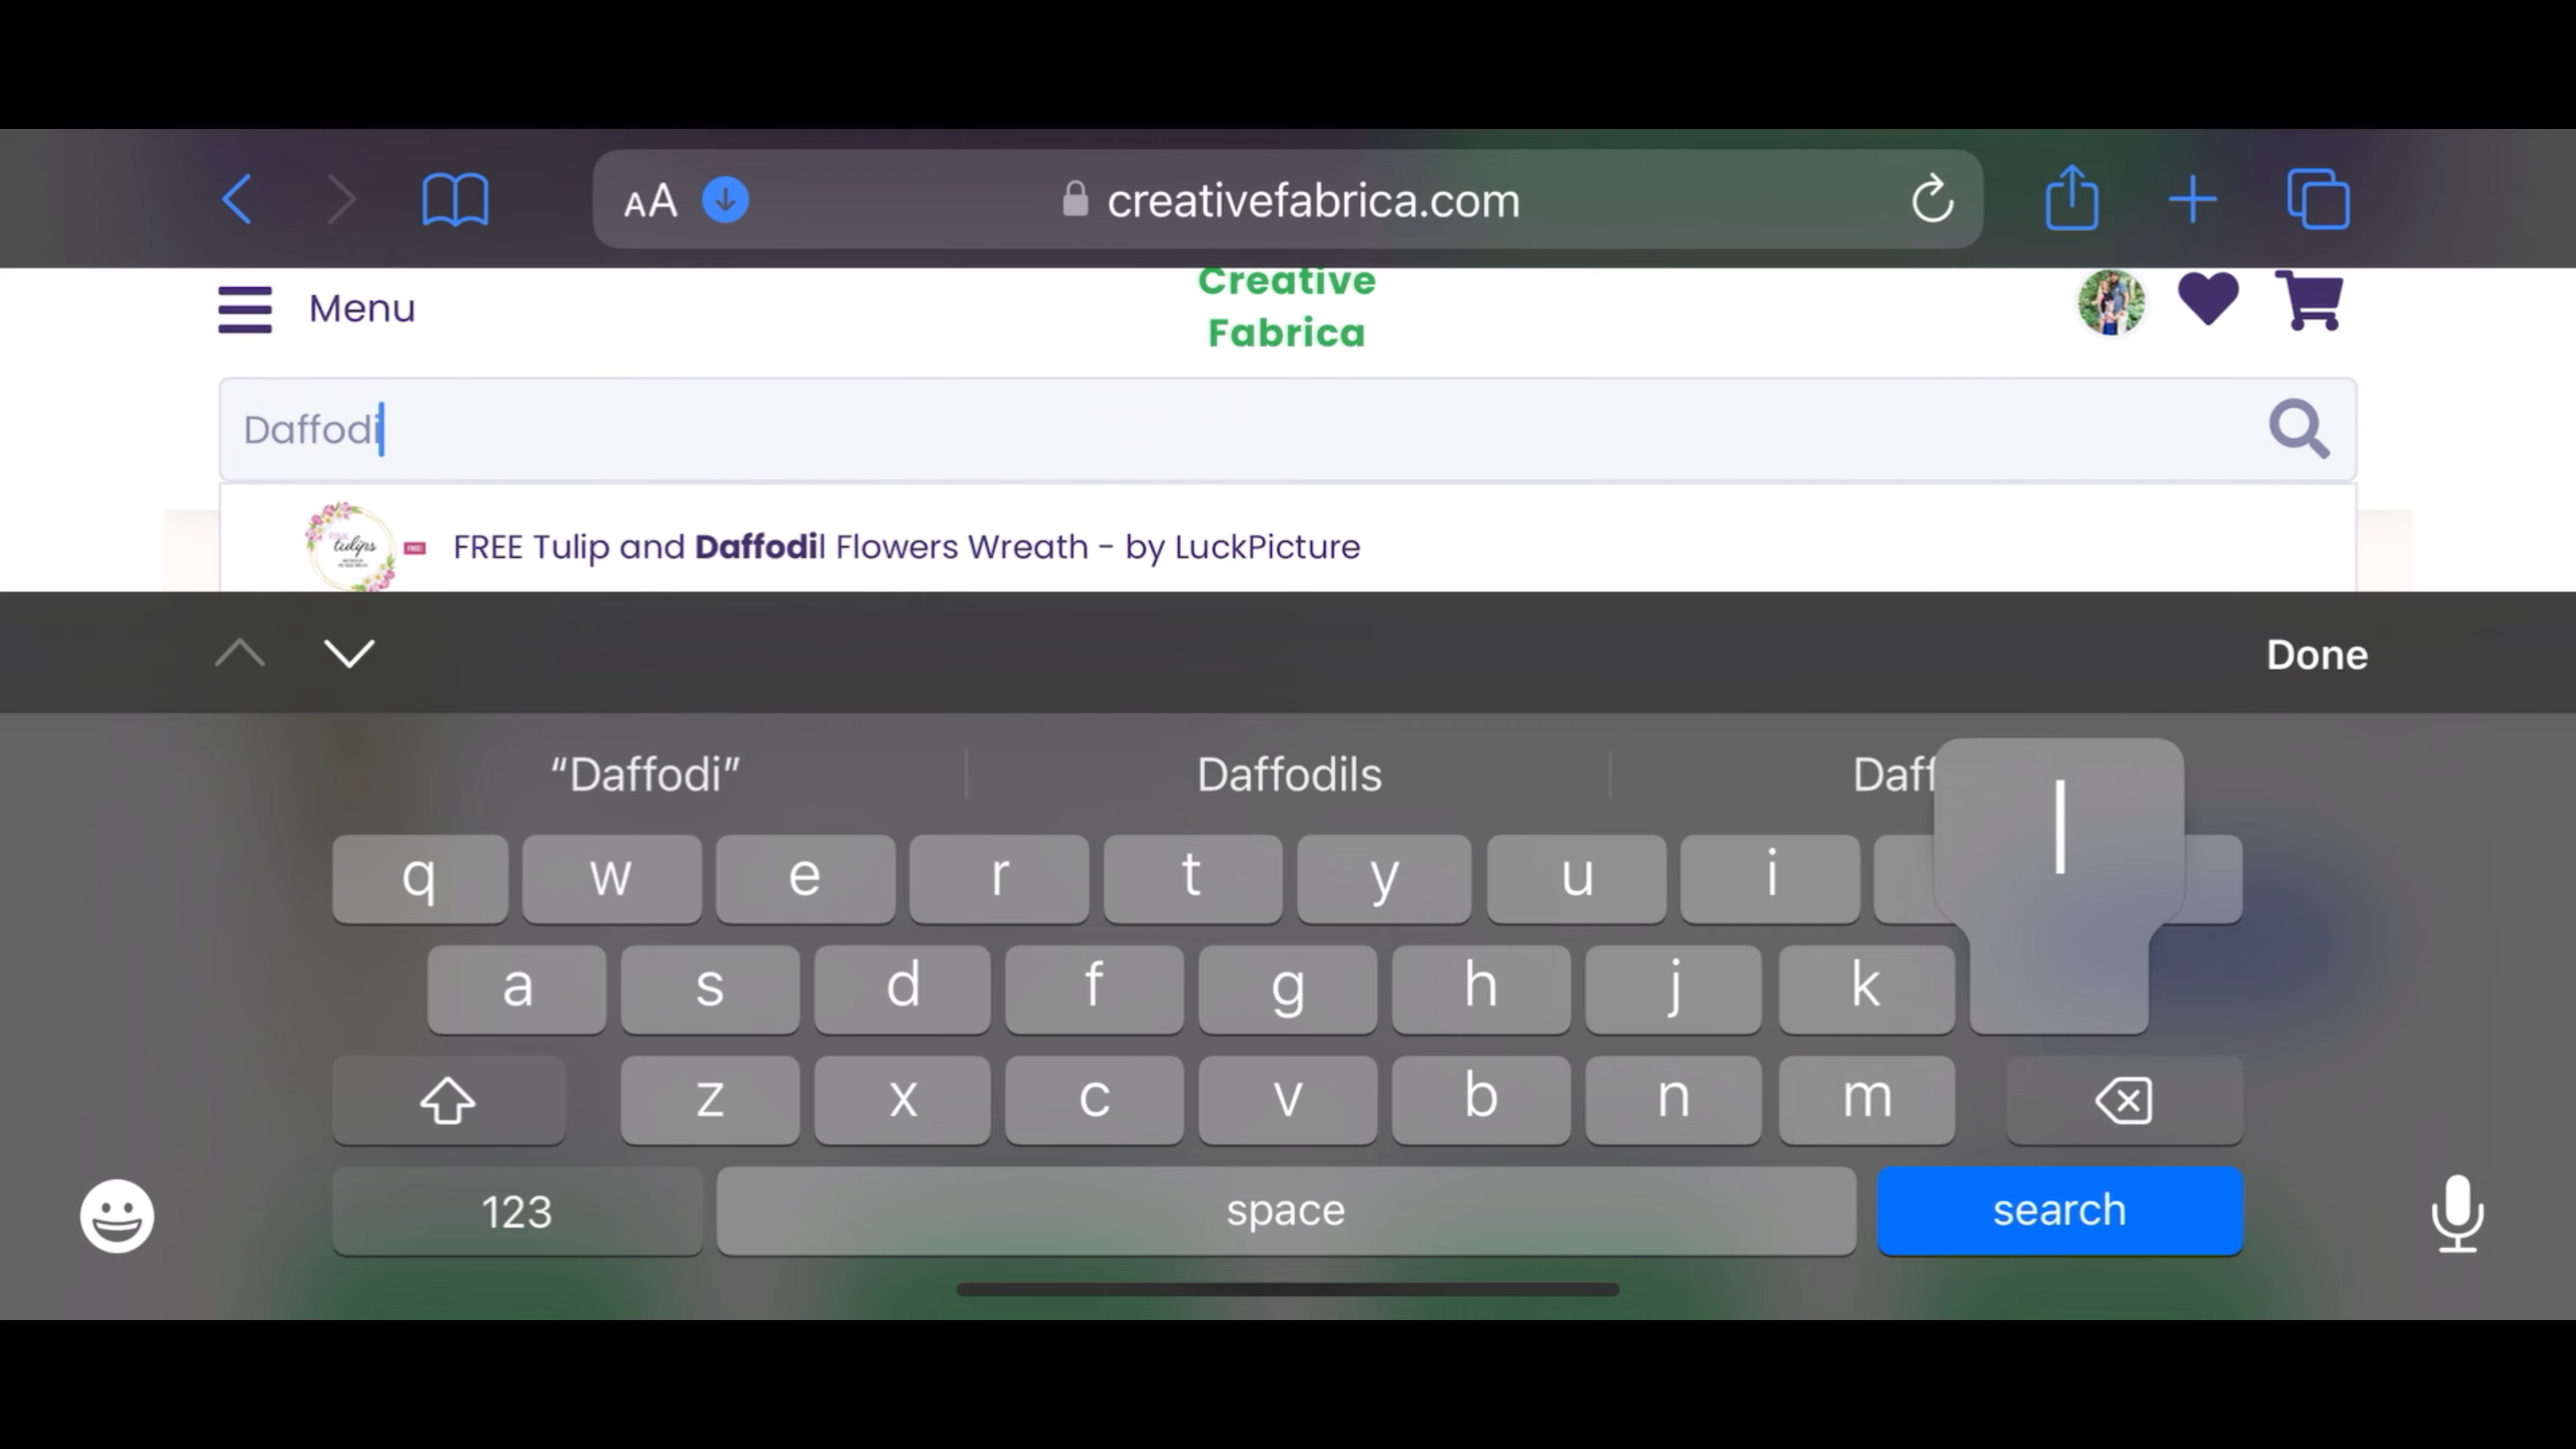 AA creativefabrica.com
Menu
Creative
Fabrica
Daffodi
tulips
FREE Tulip and Daffodil Flowers Wreath - by LuckPicture
Done
“Daffodi” Daffodils Daff
l
q w e r t y u i
a s d f g h j k
z x c v b n m
123 space search